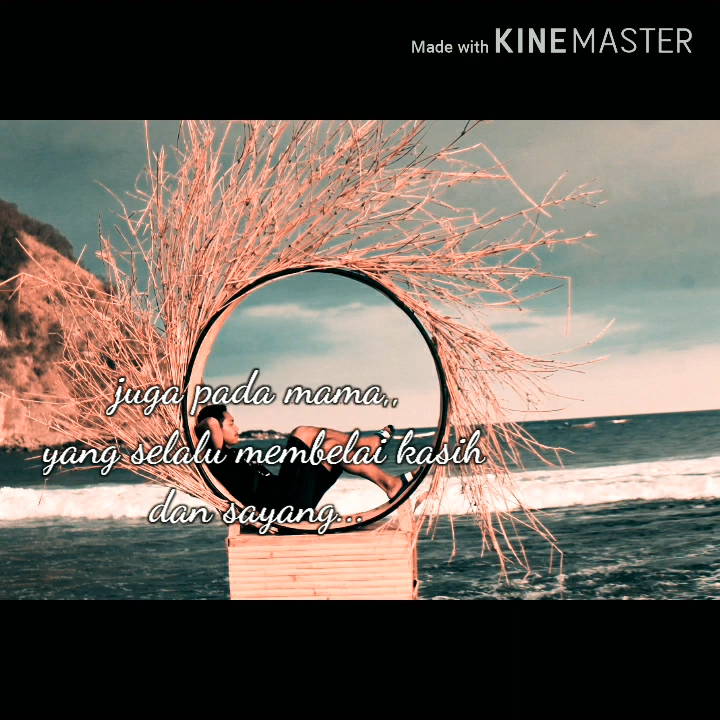 Made with KINEMASTER
juga pada mama,,
yang selalu membelai kasih
dan sayang...